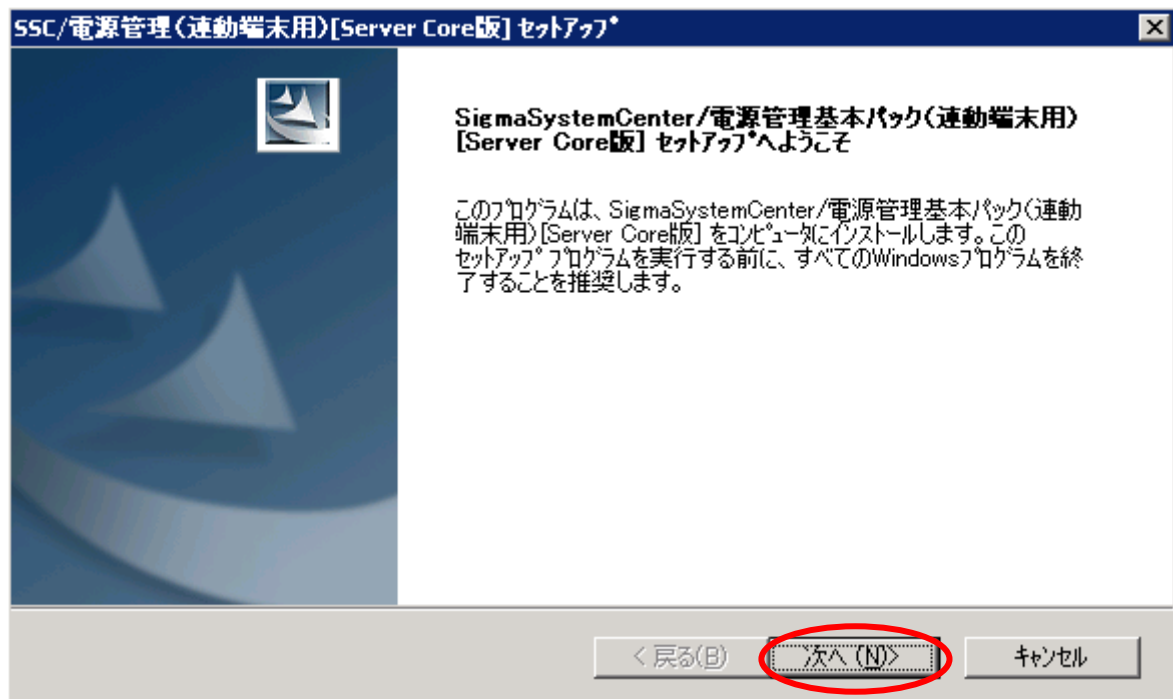 SSC/電源管理(連動端末用)[Server Core版] ｾｯﾄｱｯﾌﾟ
SigmaSystemCenter/電源管理基本パック(連動端末用)
[Server Core版] ｾｯﾄｱｯﾌﾟへようこそ
このﾌﾟﾛｸﾞﾗﾑは、SigmaSystemCenter/電源管理基本パック(連動
端末用)[Server Core版] をｺﾝﾋﾟｭｰﾀにｲﾝｽﾄｰﾙします。この
ｾｯﾄｱｯﾌﾟ ﾌﾟﾛｸﾞﾗﾑを実行する前に、すべてのWindowsﾌﾟﾛｸﾞﾗﾑを終
了することを推奨します。
< 戻る(B)
次へ (N)>
ｷｬﾝｾﾙ